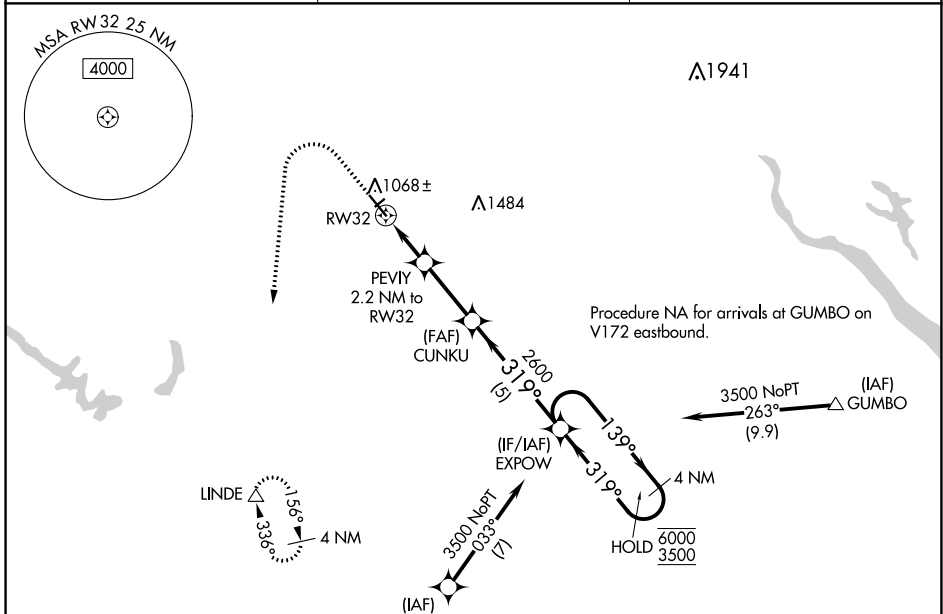 MSA RW32 25 NM
4000
1941
1068±
1484
RW32
PEVIY
2.2 NM to
RW32
(FAF)
CUNKU
Procedure NA for arrivals at GUMBO on
V172 eastbound.
2600
319°
(5)
3500 NoPT
263°
(9.9)
(IAF)
GUMBO
(IF/IAF)
EXPOW
139°
319°
4 NM
HOLD
6000
3500
LINDE
156°
336°
4 NM
3500 NoPT
033°
(7)
(IAF)